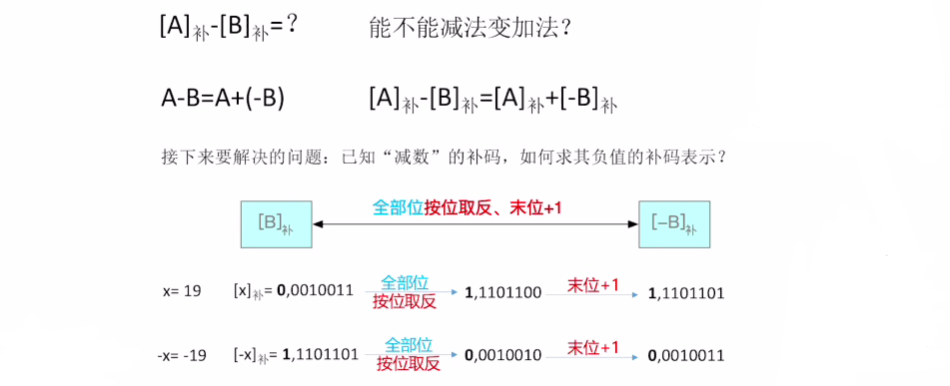 [A]补-[B]补=? 能不能减法变加法?
A-B=A+(-B) [A]补-[B]补=[A]补+[-B]补
接下来要解决的问题:已知“减数”的补码,如何求其负值的补码表示?
全部位按位取反、末位+1
[B]补 [-B]补
x= 19 [x]补= 0,0010011 全部位 按位取反 1,1101100 末位+1 1,1101101
-x= -19 [-x]补= 1,1101101 全部位 按位取反 0,0010010 末位+1 0,0010011